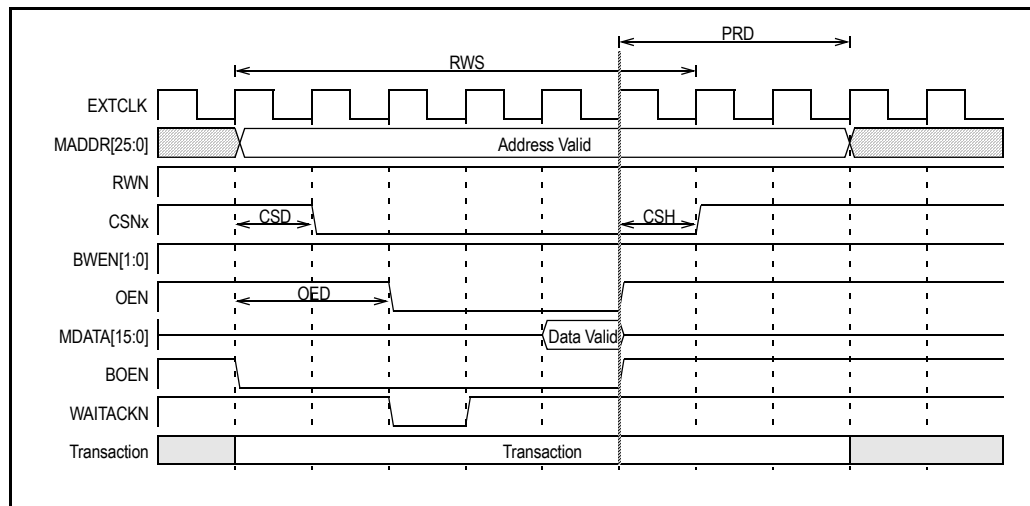 PRD
RWS
EXTCLK
MADDR[25:0] Address Valid
RWN
CSNx CSD CSH
BWEN[1:0]
OEN OED
MDATA[15:0] Data Valid
BOEN
WAITACKN
Transaction Transaction